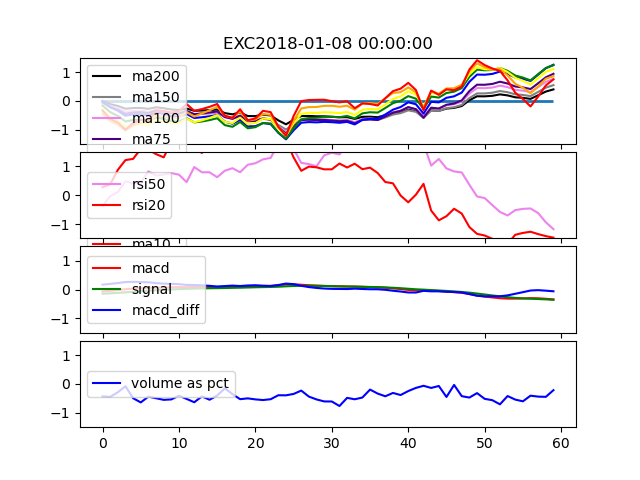 EXC2018-01-08 00:00:00
1
0
−1
ma200
ma150
ma100
ma75
1
0
−1
rsi50
rsi20
ma10
1
0
−1
macd
signal
macd_diff
1
0
−1
volume as pct
0 10 20 30 40 50 60